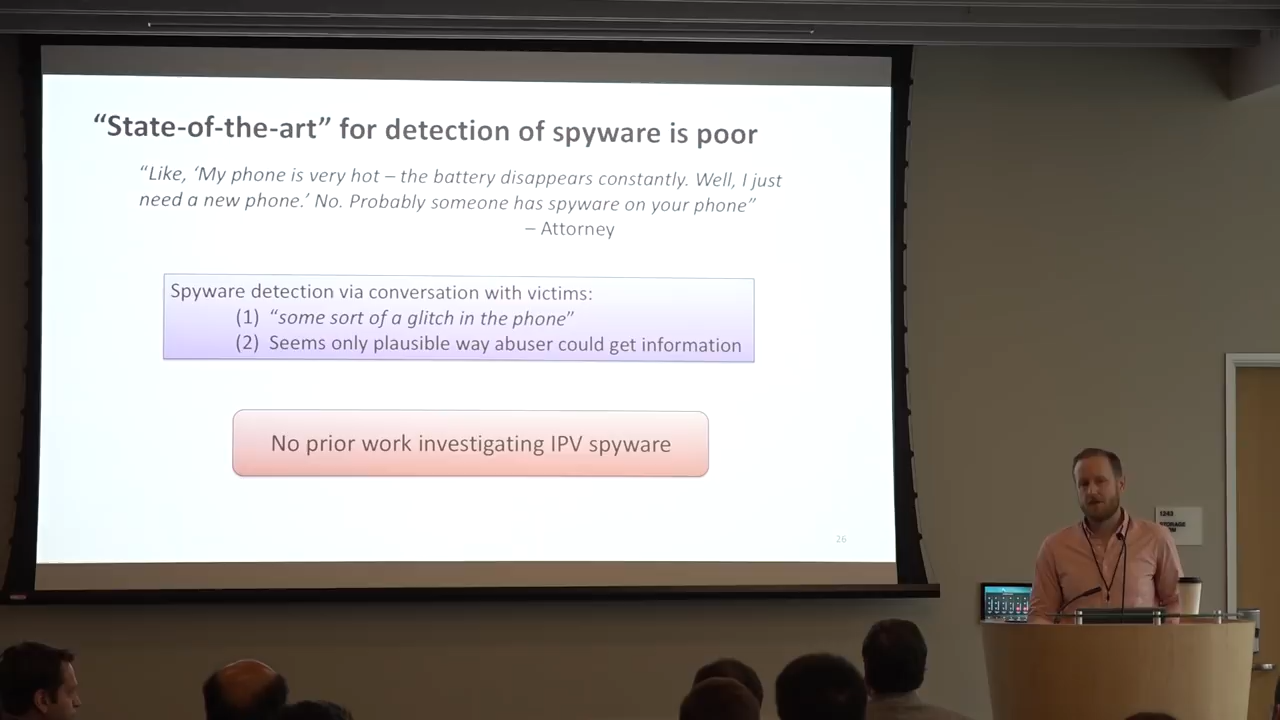 “State-of-the-art” for detection of spyware is poor
“Like, ‘My phone is very hot – the battery disappears constantly. Well, I just
need a new phone.’ No. Probably someone has spyware on your phone”
– Attorney
Spyware detection via conversation with victims:
(1) “some sort of a glitch in the phone”
(2) Seems only plausible way abuser could get information
No prior work investigating IPV spyware
26
1243
STORAGE